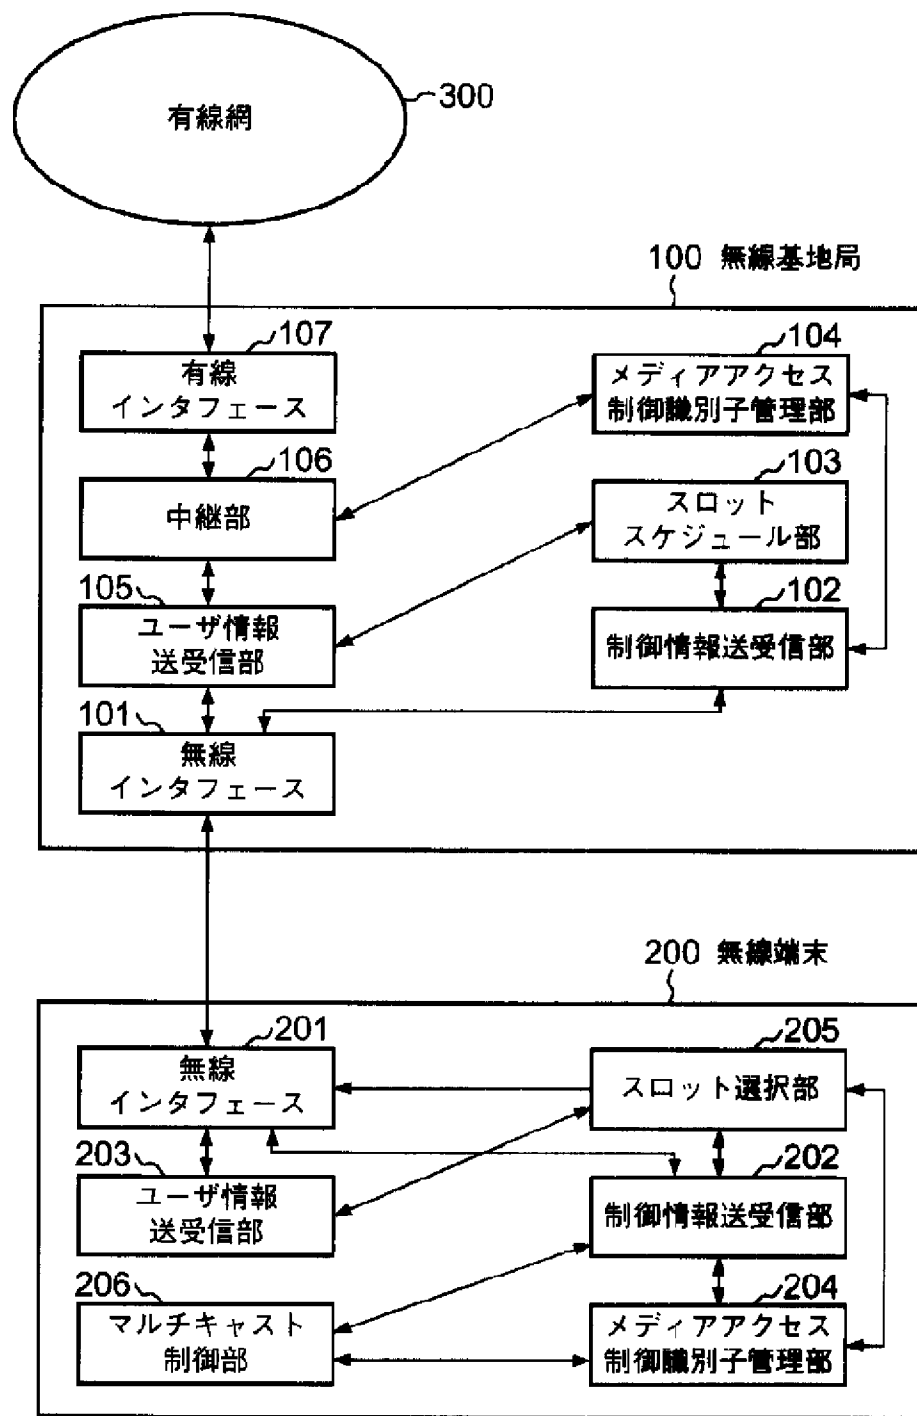 有線網
300
100 無線基地局
107
有線
インタフェース
104
メディアアクセス
制御識別子管理部
106
中継部
103
スロット
スケジュール部
105
ユーザ情報
送受信部
102
制御情報送受信部
101
無線
インタフェース
200 無線端末
201
無線
インタフェース
205
スロット選択部
203
ユーザ情報
送受信部
202
制御情報送受信部
206
マルチキャスト
制御部
204
メディアアクセス
制御識別子管理部